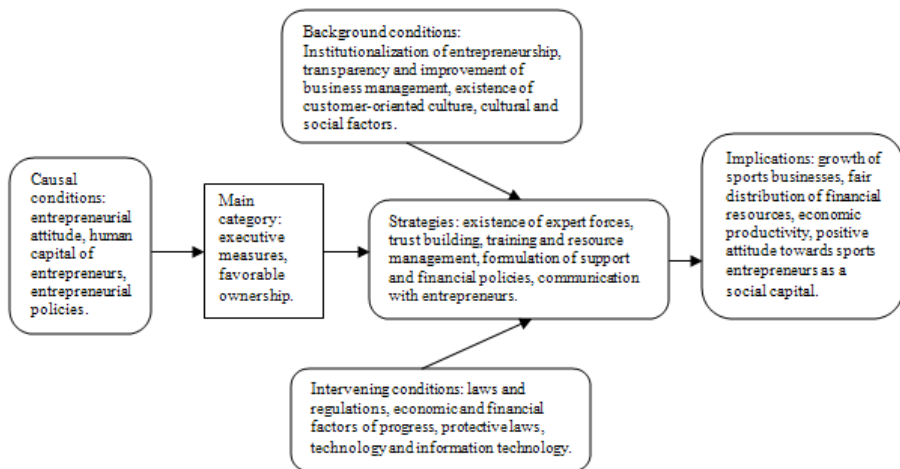 Background conditions:
Institutionalization of entrepreneurship,
transparency and improvement of
business management, existence of
customer-oriented culture, cultural and
social factors.
Causal
conditions:
entrepreneurial
attitude, human
capital of
entrepreneurs,
entrepreneurial
policies.
Main
category:
executive
measures,
favorable
ownership.
Strategies: existence of expert forces,
trust building, training and resource
management, formulation of support
and financial policies, communication
with entrepreneurs.
Implications: growth of
sports businesses, fair
distribution of financial
resources, economic
productivity, positive
attitude towards sports
entrepreneurs as a
social capital.
Intervening conditions: laws and
regulations, economic and financial
factors of progress, protective laws,
technology and information technology.